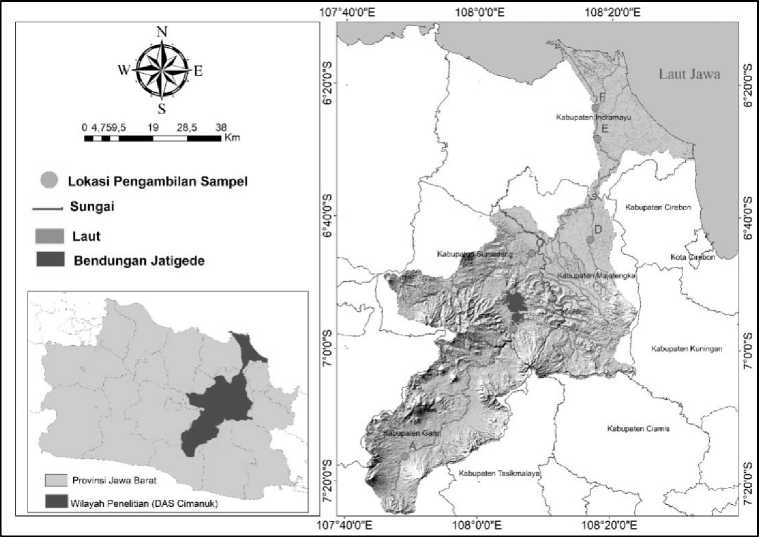 N
W E
S
0 4,759,5 19 28,5 38
Km
Lokasi Pengambilan Sampel
Sungai
Laut
Bendungan Jatigede
Provinsi Jawa Barat
Wilayah Penelitian (DAS Cimanuk)
107°40'0"E 108°0'0"E 108°20'0"E
Laut Jawa
6°20'0"S 6°20'0"S
F
Kabupaten Indramayu
E
Kabupaten Cirebon
6°40'0"S 6°40'0"S
D
Kabupaten Sumedang
Kota Cirebon
Kabupaten Majalengka
7°0'0"S 7°0'0"S
Kabupaten Kuningan
Kabupaten Garut
A
Kabupaten Ciamis
Kabupaten Tasikmalaya
7°20'0"S 7°20'0"S
107°40'0"E 108°0'0"E 108°20'0"E